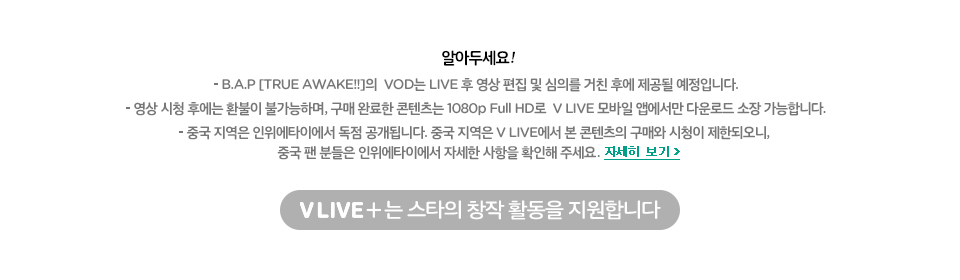 알아두세요!
- B.A.P [TRUE AWAKE!!]의 VOD는 LIVE 후 영상 편집 및 심의를 거친 후에 제공될 예정입니다.
- 영상 시청 후에는 환불이 불가능하며, 구매 완료한 콘텐츠는 1080p Full HD로 V LIVE 모바일 앱에서만 다운로드 소장 가능합니다.
- 중국 지역은 인위에타이에서 독점 공개됩니다. 중국 지역은 V LIVE에서 본 콘텐츠의 구매와 시청이 제한되오니,
중국 팬 분들은 인위에타이에서 자세한 사항을 확인해 주세요. 자세히 보기 >
V LIVE + 는 스타의 창작 활동을 지원합니다